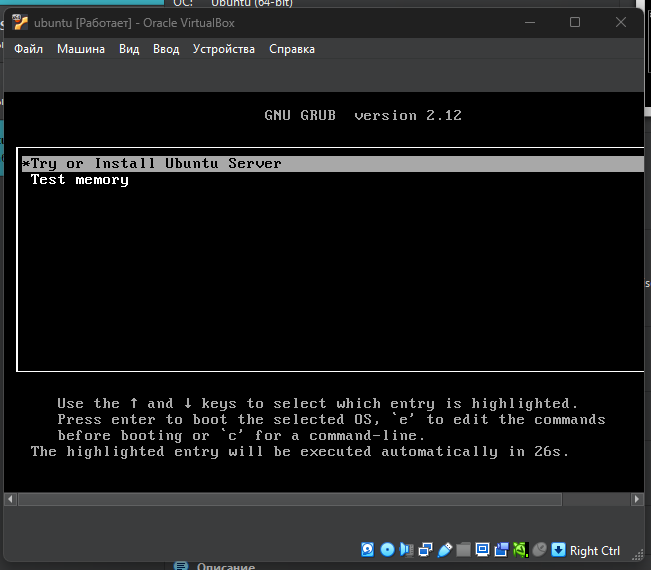 ОС: Ubuntu (64-bit)
ubuntu [Работает] - Oracle VirtualBox
Файл Машина Вид Ввод Устройства Справка
GNU GRUB version 2.12
*Try or Install Ubuntu Server
Test memory
Use the ↑ and ↓ keys to select which entry is highlighted.
Press enter to boot the selected OS, `e' to edit the commands
before booting or `c' for a command-line.
The highlighted entry will be executed automatically in 26s.
Right Ctrl
Описание